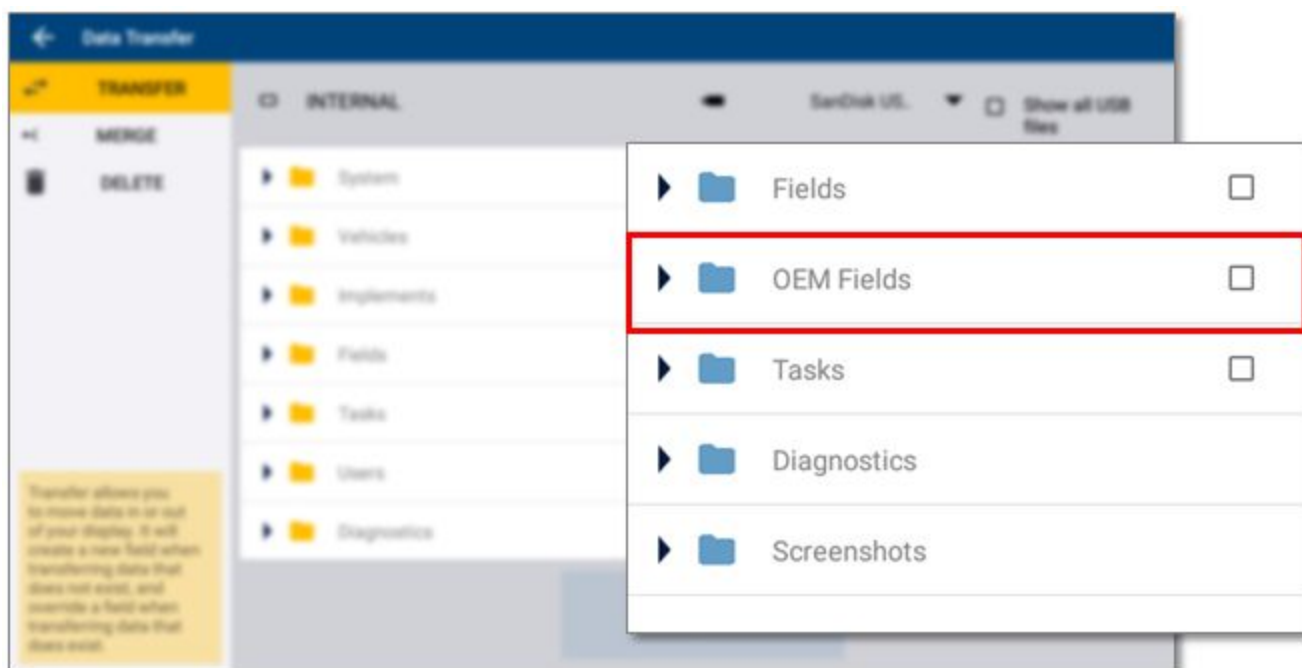 Data Transfer
TRANSFER
MERGE
DELETE
INTERNAL
SanDisk US..
Show all USB
files
System
Vehicles
Implements
Fields
Tasks
Users
Diagnostics
Transfer allows you
to move data in or out
of your display. It will
create a new field when
transferring data that
does not exist, and
override a field when
transferring data that
does exist.
Fields
OEM Fields
Tasks
Diagnostics
Screenshots